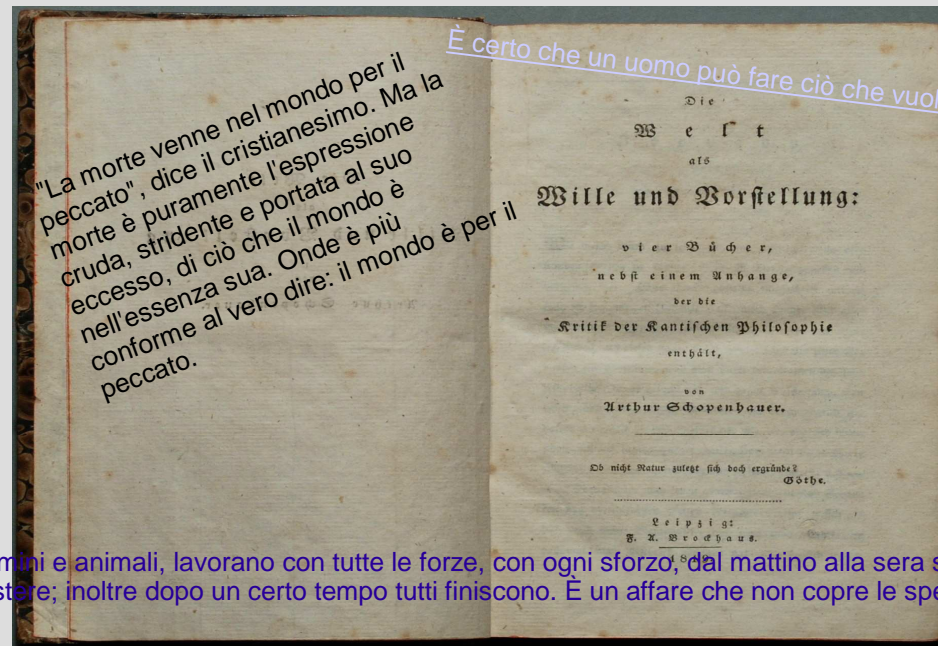 "La morte venne nel mondo per il
peccato" , dice il cristianesimo. Ma la
morte è puramente l'espressione
cruda, stridente e portata al suo
eccesso, di ciò che il mondo è
nell'essenza sua. Onde è più
conforme al vero dire: il mondo è per il
peccato.
È certo che un uomo può fare ciò che vuol
Die
Welt
als
Wille und Vorstellung:
vier Bücher,
nebst einem Anhange,
der die
Kritik der Kantischen Philosophie
enthält,
von
Arthur Schopenhauer.
Ob nicht Natur zuletzt sich doch ergründe?
Göthe.
Leipzig:
F. A. Brockhaus.
mini e animali, lavorano con tutte le forze, con ogni sforzo, dal mattino alla sera s
stere; inoltre dopo un certo tempo tutti finiscono. È un affare che non copre le spe